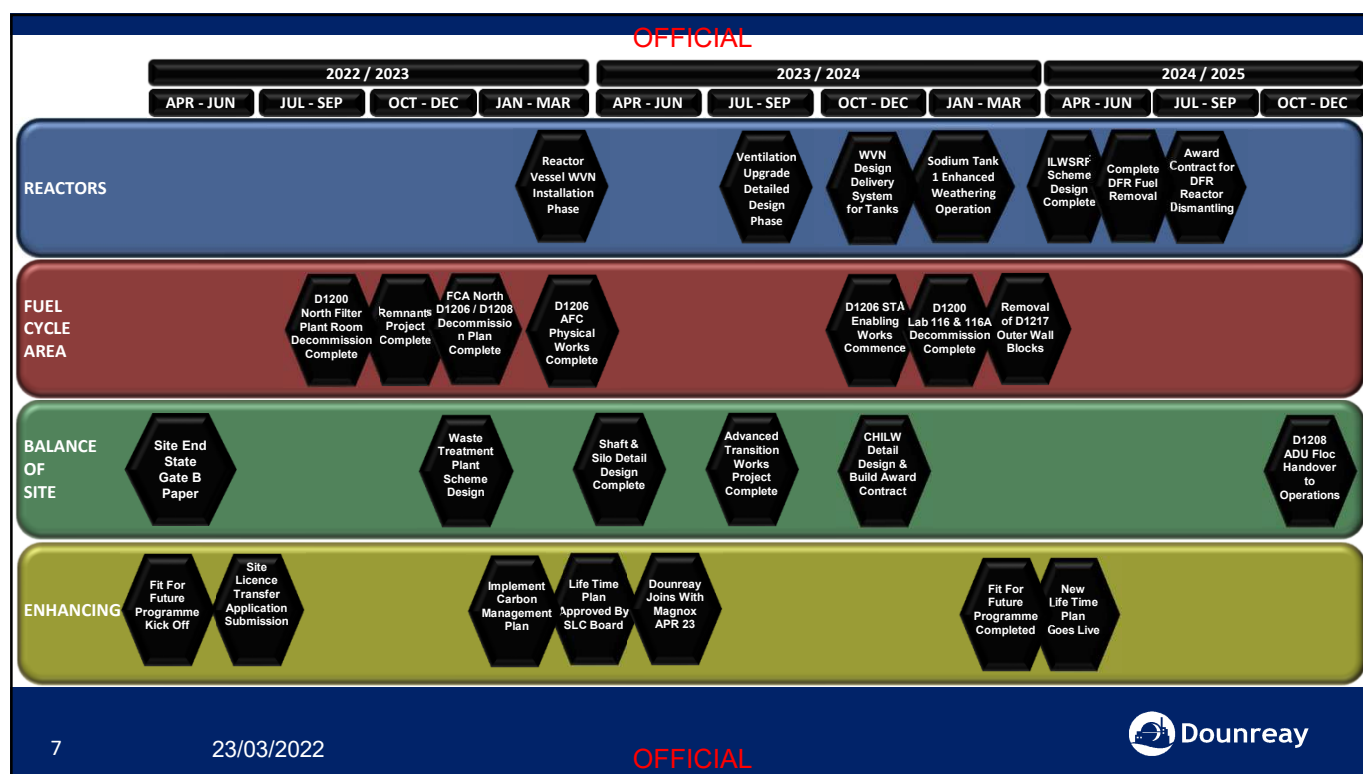 OFFICIAL
2022 / 2023
2023 / 2024
2024 / 2025
APR - JUN
JUL - SEP
OCT - DEC
JAN - MAR
APR - JUN
JUL - SEP
OCT - DEC
JAN - MAR
APR - JUN
JUL - SEP
OCT - DEC
REACTORS
Reactor
Vessel WVN
Installation
Phase
Ventilation
Upgrade
Detailed
Design
Phase
WVN
Design
Delivery
System
for Tanks
Sodium Tank
1 Enhanced
Weathering
Operation
ILWSRF
Scheme
Design
Complete
Complete
DFR Fuel
Removal
Award
Contract for
DFR
Reactor
Dismantling
FUEL
CYCLE
AREA
D1200
North Filter
Plant Room
Decommission
Complete
Remnants
Project
Complete
FCA North
D1206 / D1208
Decommissio
n Plan
Complete
D1206
AFC
Physical
Works
Complete
D1206 STA
Enabling
Works
Commence
D1200
Lab 116 & 116A
Decommission
Complete
Removal
of D1217
Outer Wall
Blocks
BALANCE
OF
SITE
Site End
State
Gate B
Paper
Waste
Treatment
Plant
Scheme
Design
Shaft &
Silo Detail
Design
Complete
Advanced
Transition
Works
Project
Complete
CHILW
Detail
Design &
Build Award
Contract
D1208
ADU Floc
Handover
to
Operations
ENHANCING
Fit For
Future
Programme
Kick Off
Site
Licence
Transfer
Application
Submission
Implement
Carbon
Management
Plan
Life Time
Plan
Approved By
SLC Board
Dounreay
Joins With
Magnox
APR 23
Fit For
Future
Programme
Completed
New
Life Time
Plan
Goes Live
7
23/03/2022
OFFICIAL
Dounreay